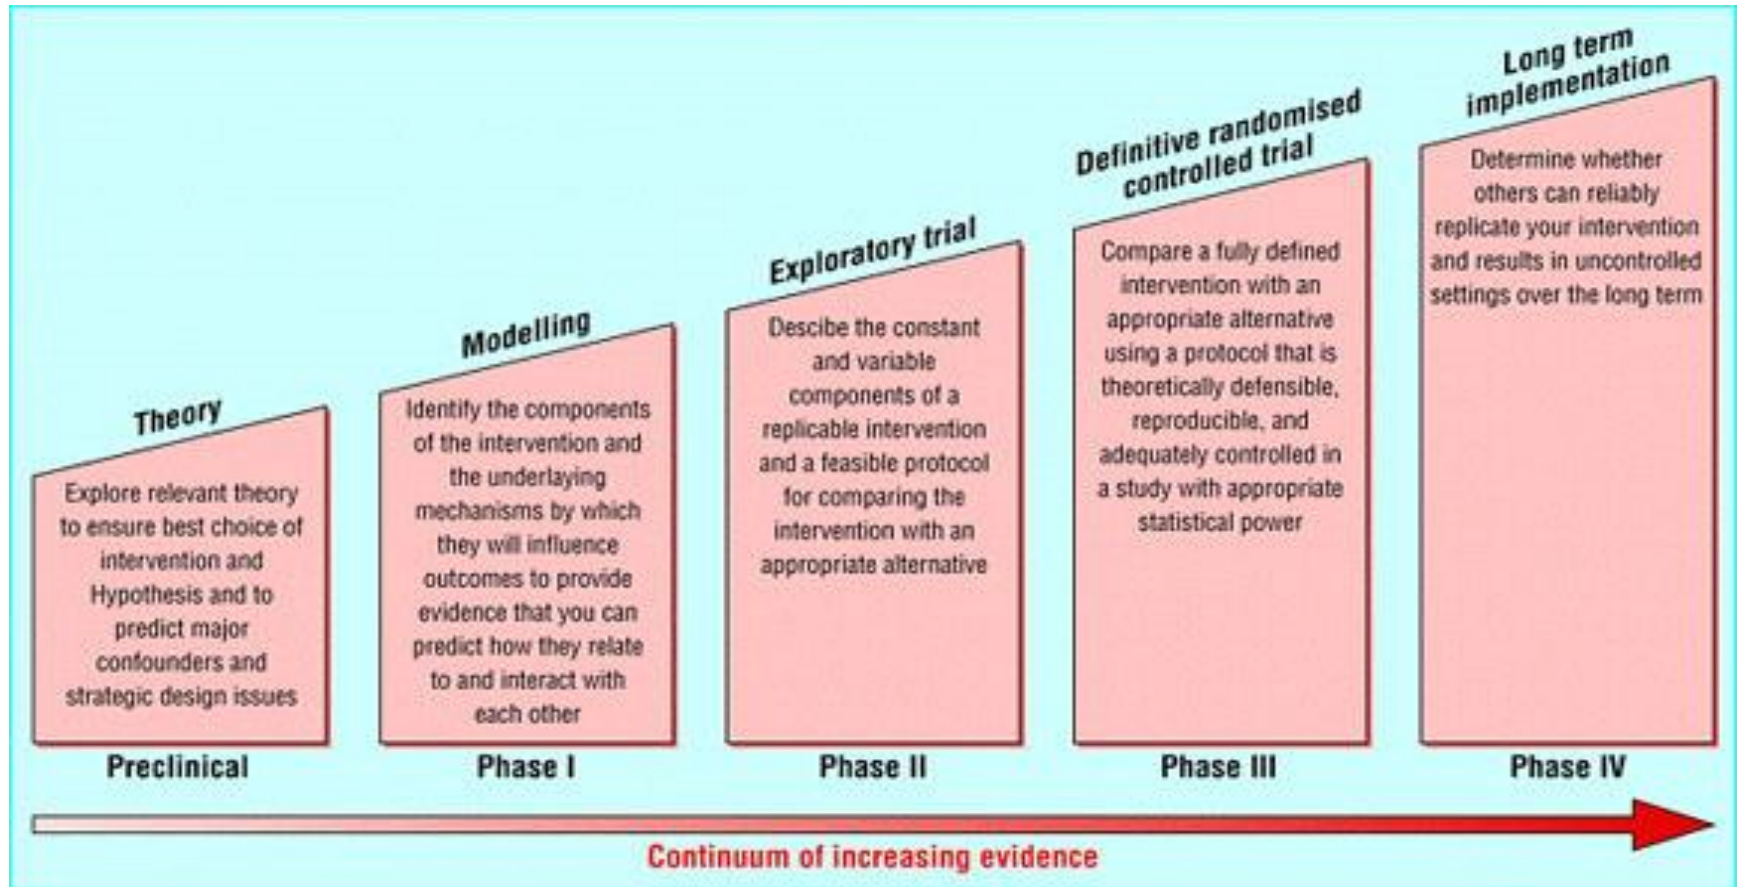 Theory
Explore relevant theory
to ensure best choice of
intervention and
Hypothesis and to
predict major
confounders and
strategic design issues
Preclinical
Modelling
Identify the components
of the intervention and
the underlaying
mechanisms by which
they will influence
outcomes to provide
evidence that you can
predict how they relate
to and interact with
each other
Phase I
Exploratory trial
Descibe the constant
and variable
components of a
replicable intervention
and a feasible protocol
for comparing the
intervention with an
appropriate alternative
Phase II
Definitive randomised
controlled trial
Compare a fully defined
intervention with an
appropriate alternative
using a protocol that is
theoretically defensible,
reproducible, and
adequately controlled in
a study with appropriate
statistical power
Phase III
Long term
implementation
Determine whether
others can reliably
replicate your intervention
and results in uncontrolled
settings over the long term
Phase IV
Continuum of increasing evidence